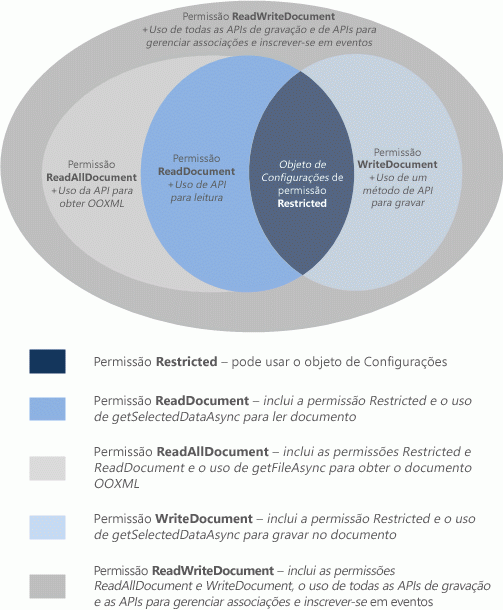 Permissão ReadWriteDocument
+Uso de todas as APIs de gravação e de APIs para
gerenciar associações e inscrever-se em eventos
Permissão
ReadAllDocument
+Uso da API para
obter OOXML
Permissão
ReadDocument
+Uso de API
para leitura
Objeto de
Configurações de
permissão
Restricted
Permissão
WriteDocument
+Uso de um
método de API
para gravar
Permissão Restricted – pode usar o objeto de Configurações
Permissão ReadDocument – inclui a permissão Restricted e o uso
de getSelectedDataAsync para ler documento
Permissão ReadAllDocument – inclui as permissões Restricted e
ReadDocument e o uso de getFileAsync para obter o documento
OOXML
Permissão WriteDocument – inclui a permissão Restricted e o uso
de getSelectedDataAsync para gravar no documento
Permissão ReadWriteDocument – inclui as permissões
ReadAllDocument e WriteDocument, o uso de todas as APIs de gravação
e as APIs para gerenciar associações e inscrever-se em eventos